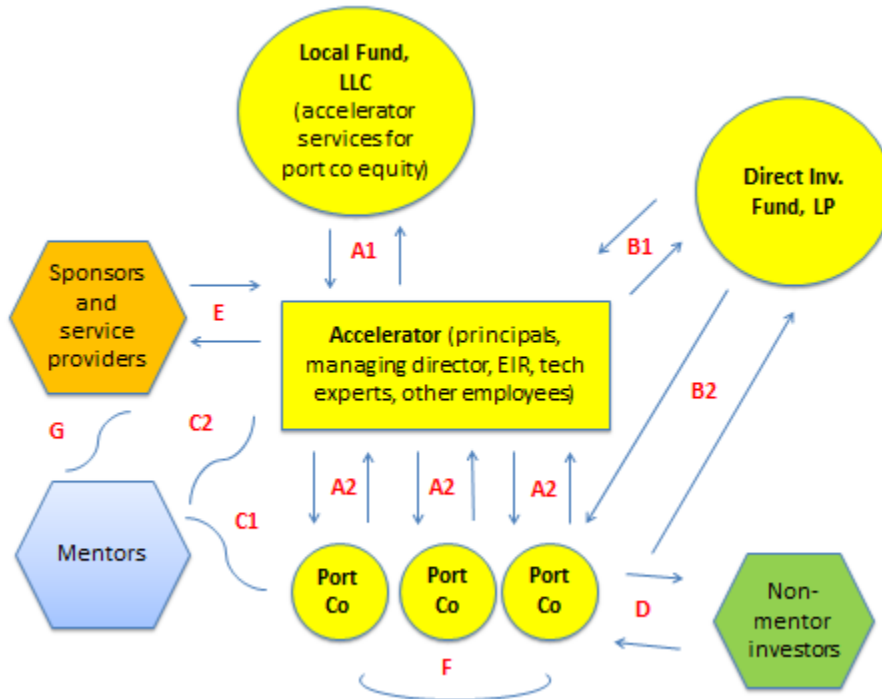 Local Fund,
LLC
(accelerator
services for
port co equity)
Direct Inv.
Fund, LP
A1
B1
Sponsors
and
service
providers
E
Accelerator (principals,
managing director, EIR, tech
experts, other employees)
B2
G
C2
A2
A2
A2
C1
Mentors
Port
Co
Port
Co
Port
Co
D
Non-
mentor
investors
F